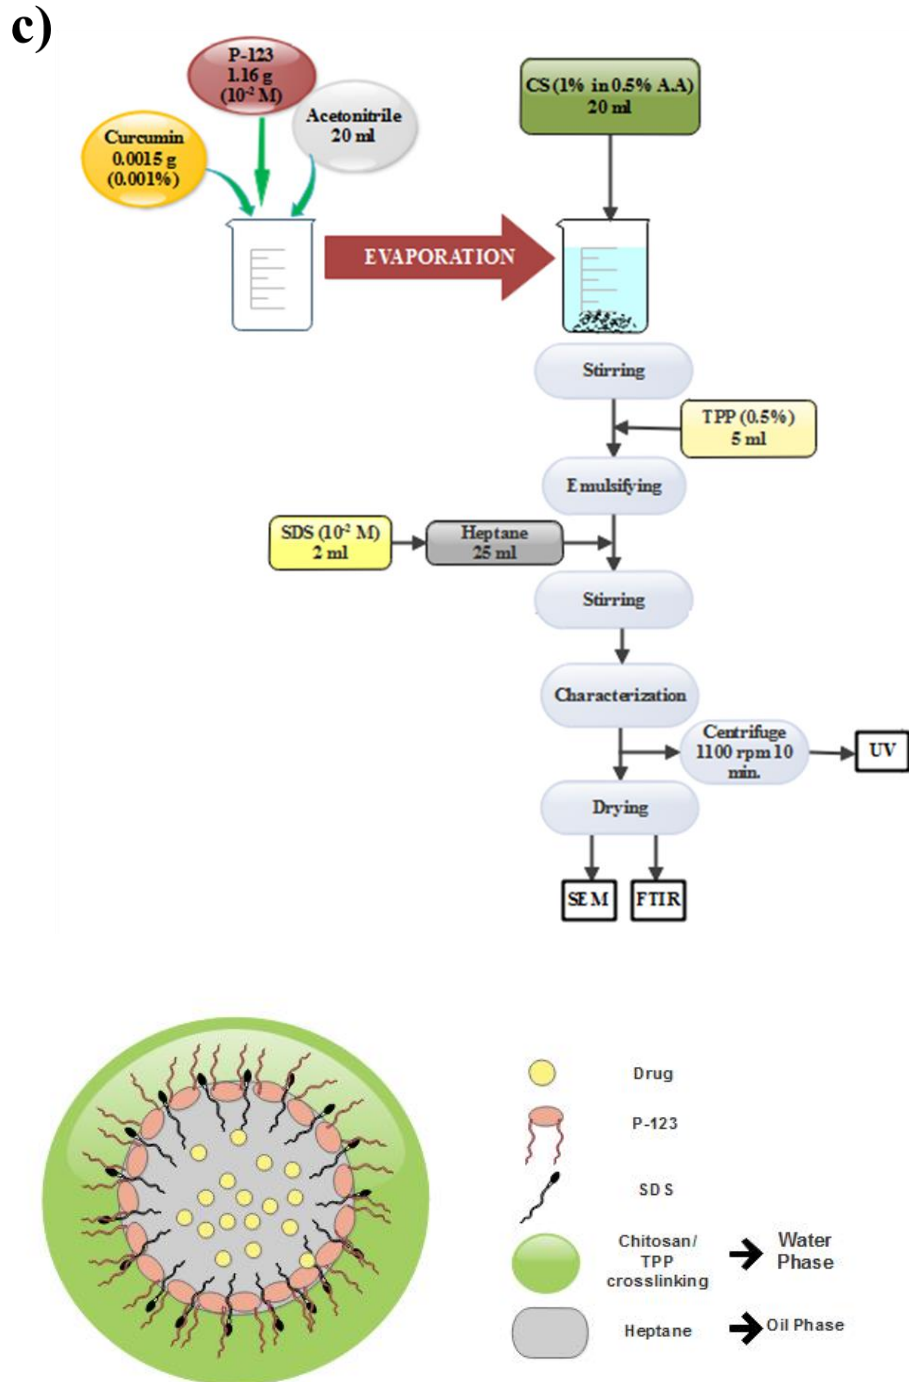 c)
P-123
1.16 g
(10⁻² M)
Acetonitrile
20 ml
Curcumin
0.0015 g
(0.001%)
CS (1% in 0.5% A.A)
20 ml
EVAPORATION
Stirring
TPP (0.5%)
5 ml
Emulsifying
SDS (10⁻² M)
2 ml
Heptane
25 ml
Stirring
Characterization
Centrifuge
1100 rpm 10
min.
UV
Drying
SEM
FTIR
Drug
P-123
SDS
Chitosan/
TPP
crosslinking
Water
Phase
Heptane
Oil Phase